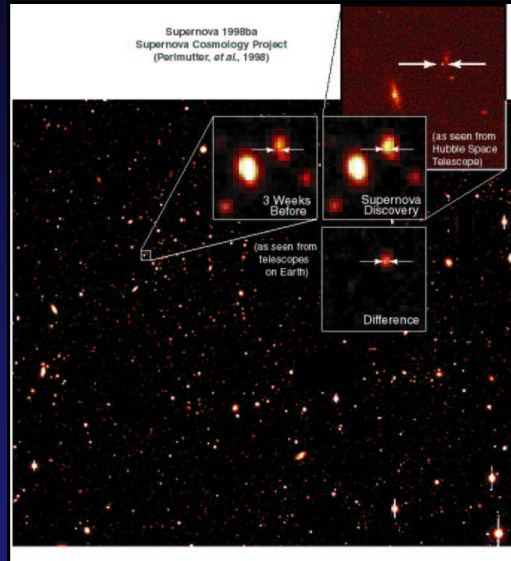 Supernova 1998ba
Supernova Cosmology Project
(Perlmutter, et al., 1998)
(as seen from
Hubble Space
Telescope)
3 Weeks
Before
Supernova
Discovery
(as seen from
telescopes
on Earth)
Difference